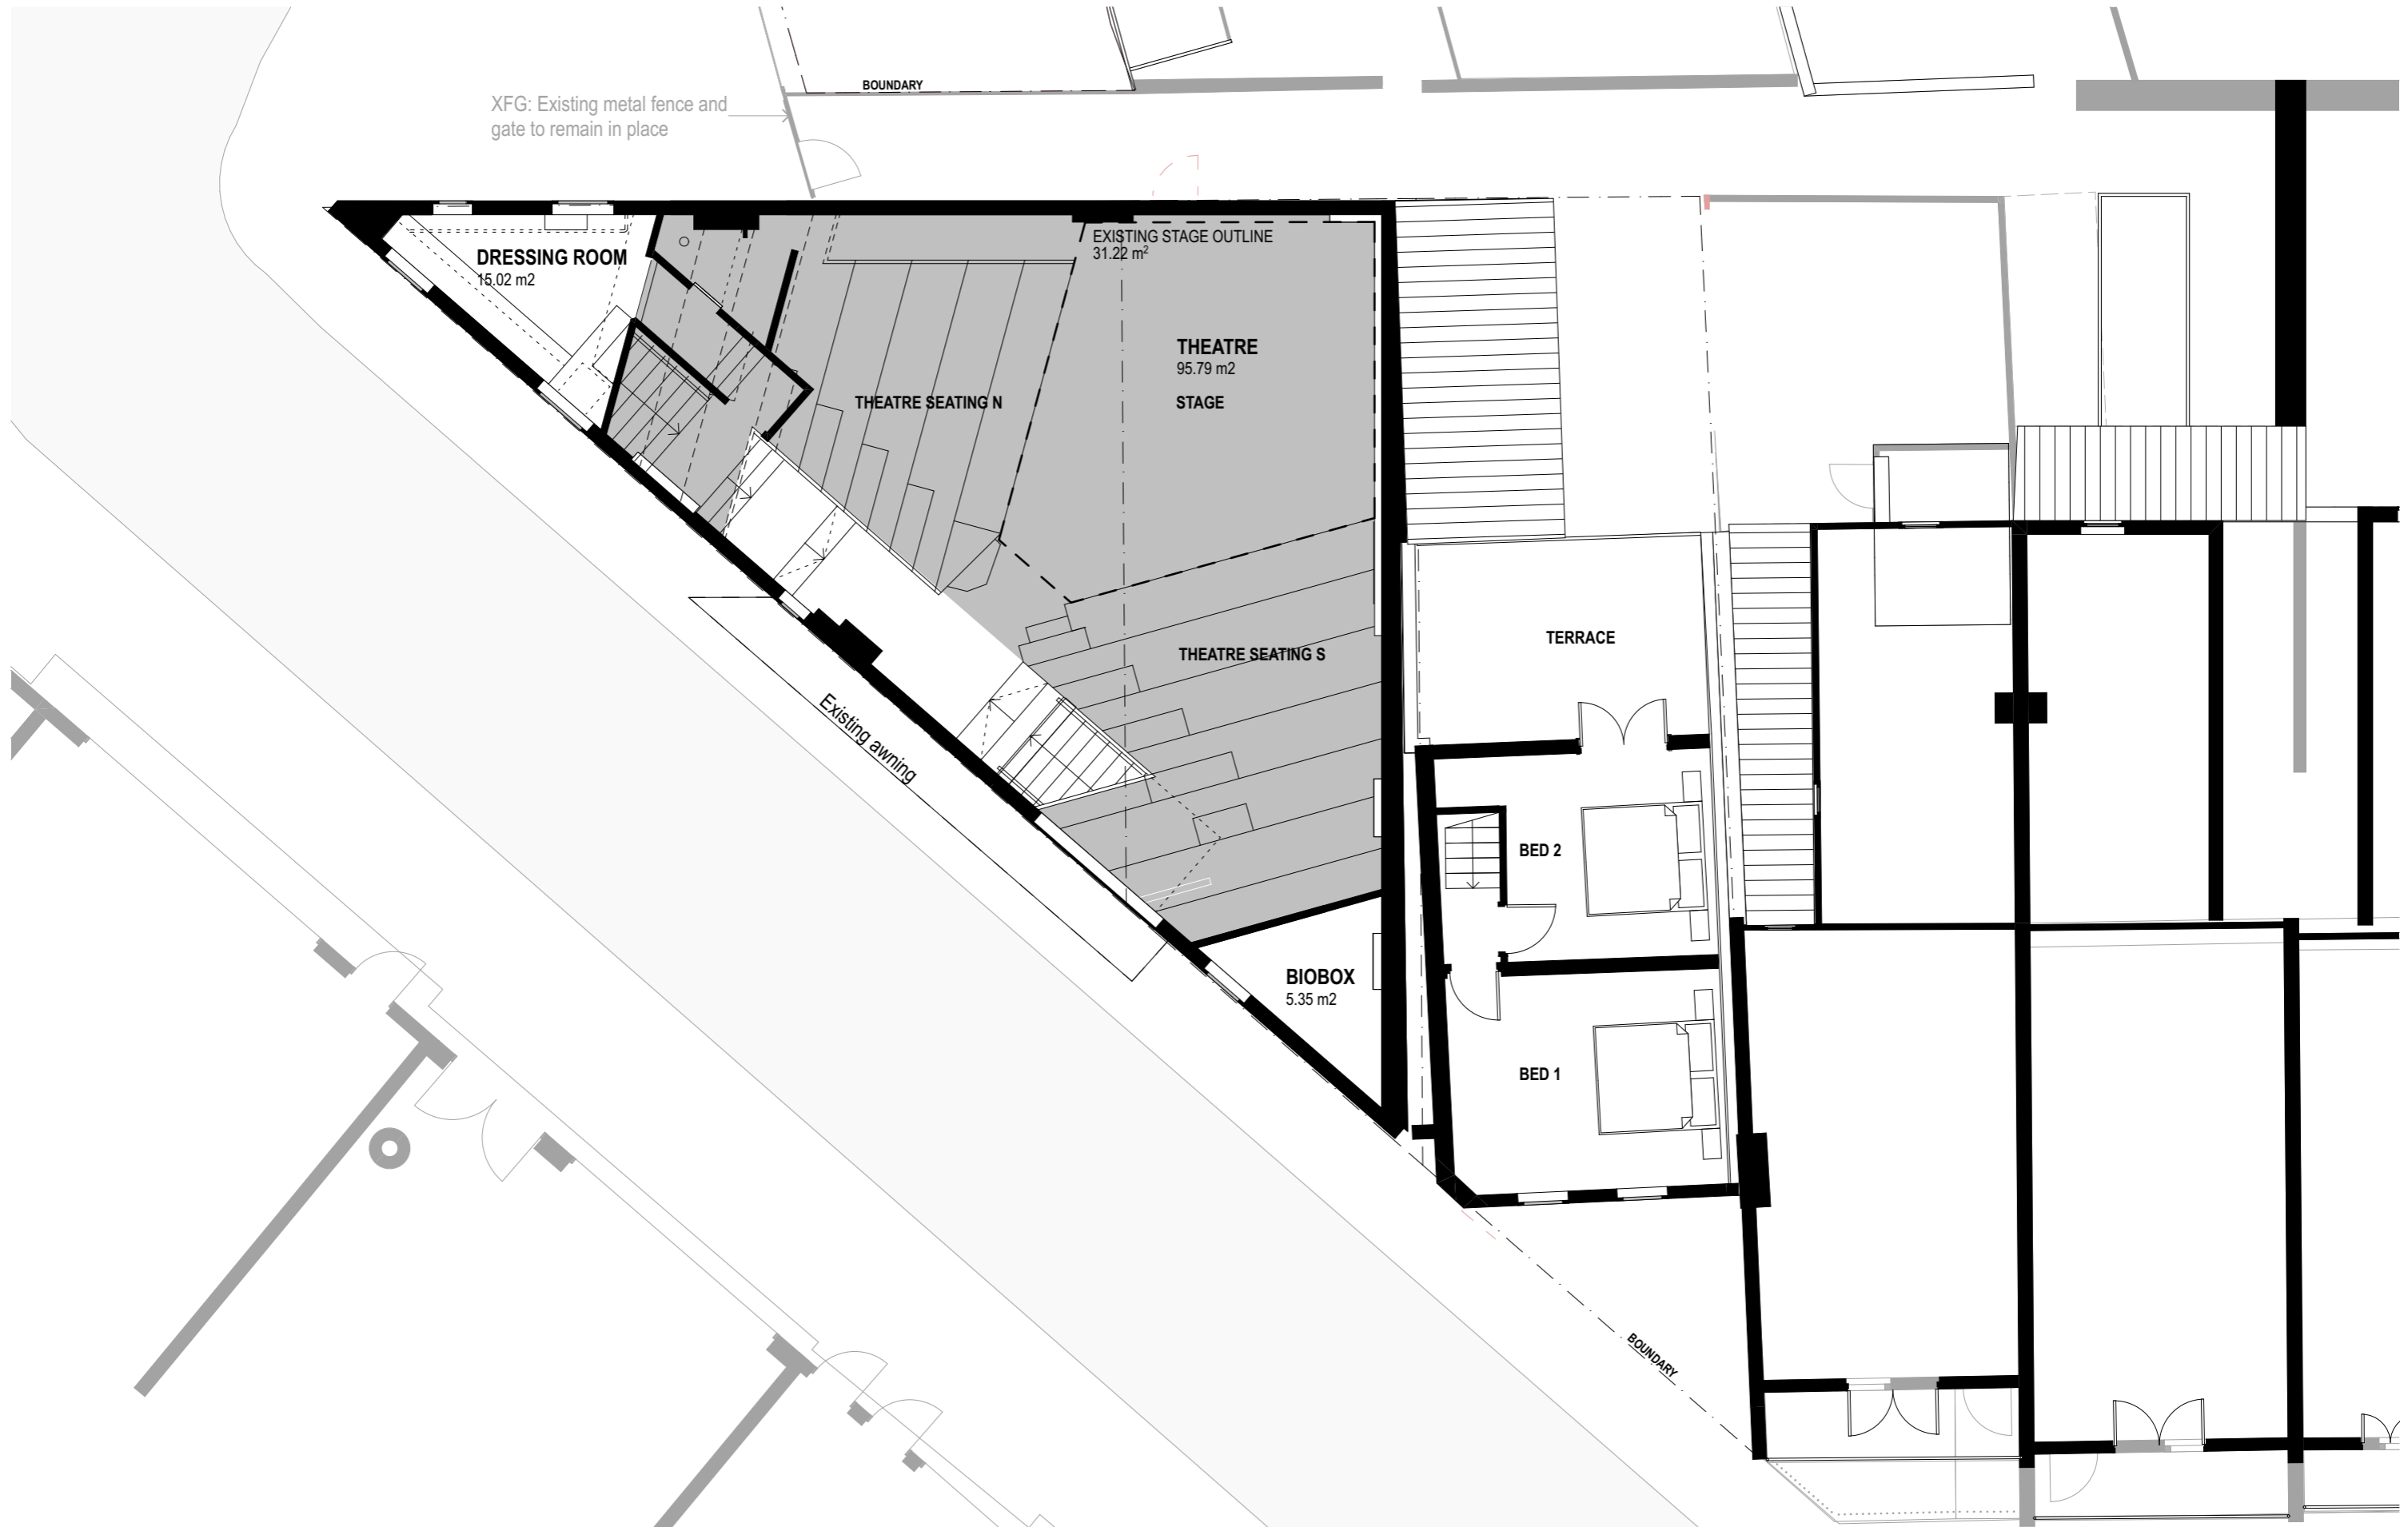 BOUNDARY
XFG: Existing metal fence and
gate to remain in place
EXISTING STAGE OUTLINE
31.22 m²
DRESSING ROOM
15.02 m2
THEATRE
95.79 m2
THEATRE SEATING N
STAGE
TERRACE
THEATRE SEATING S
Existing awning
BED 2
BIOBOX
5.35 m2
BED 1
BOUNDARY